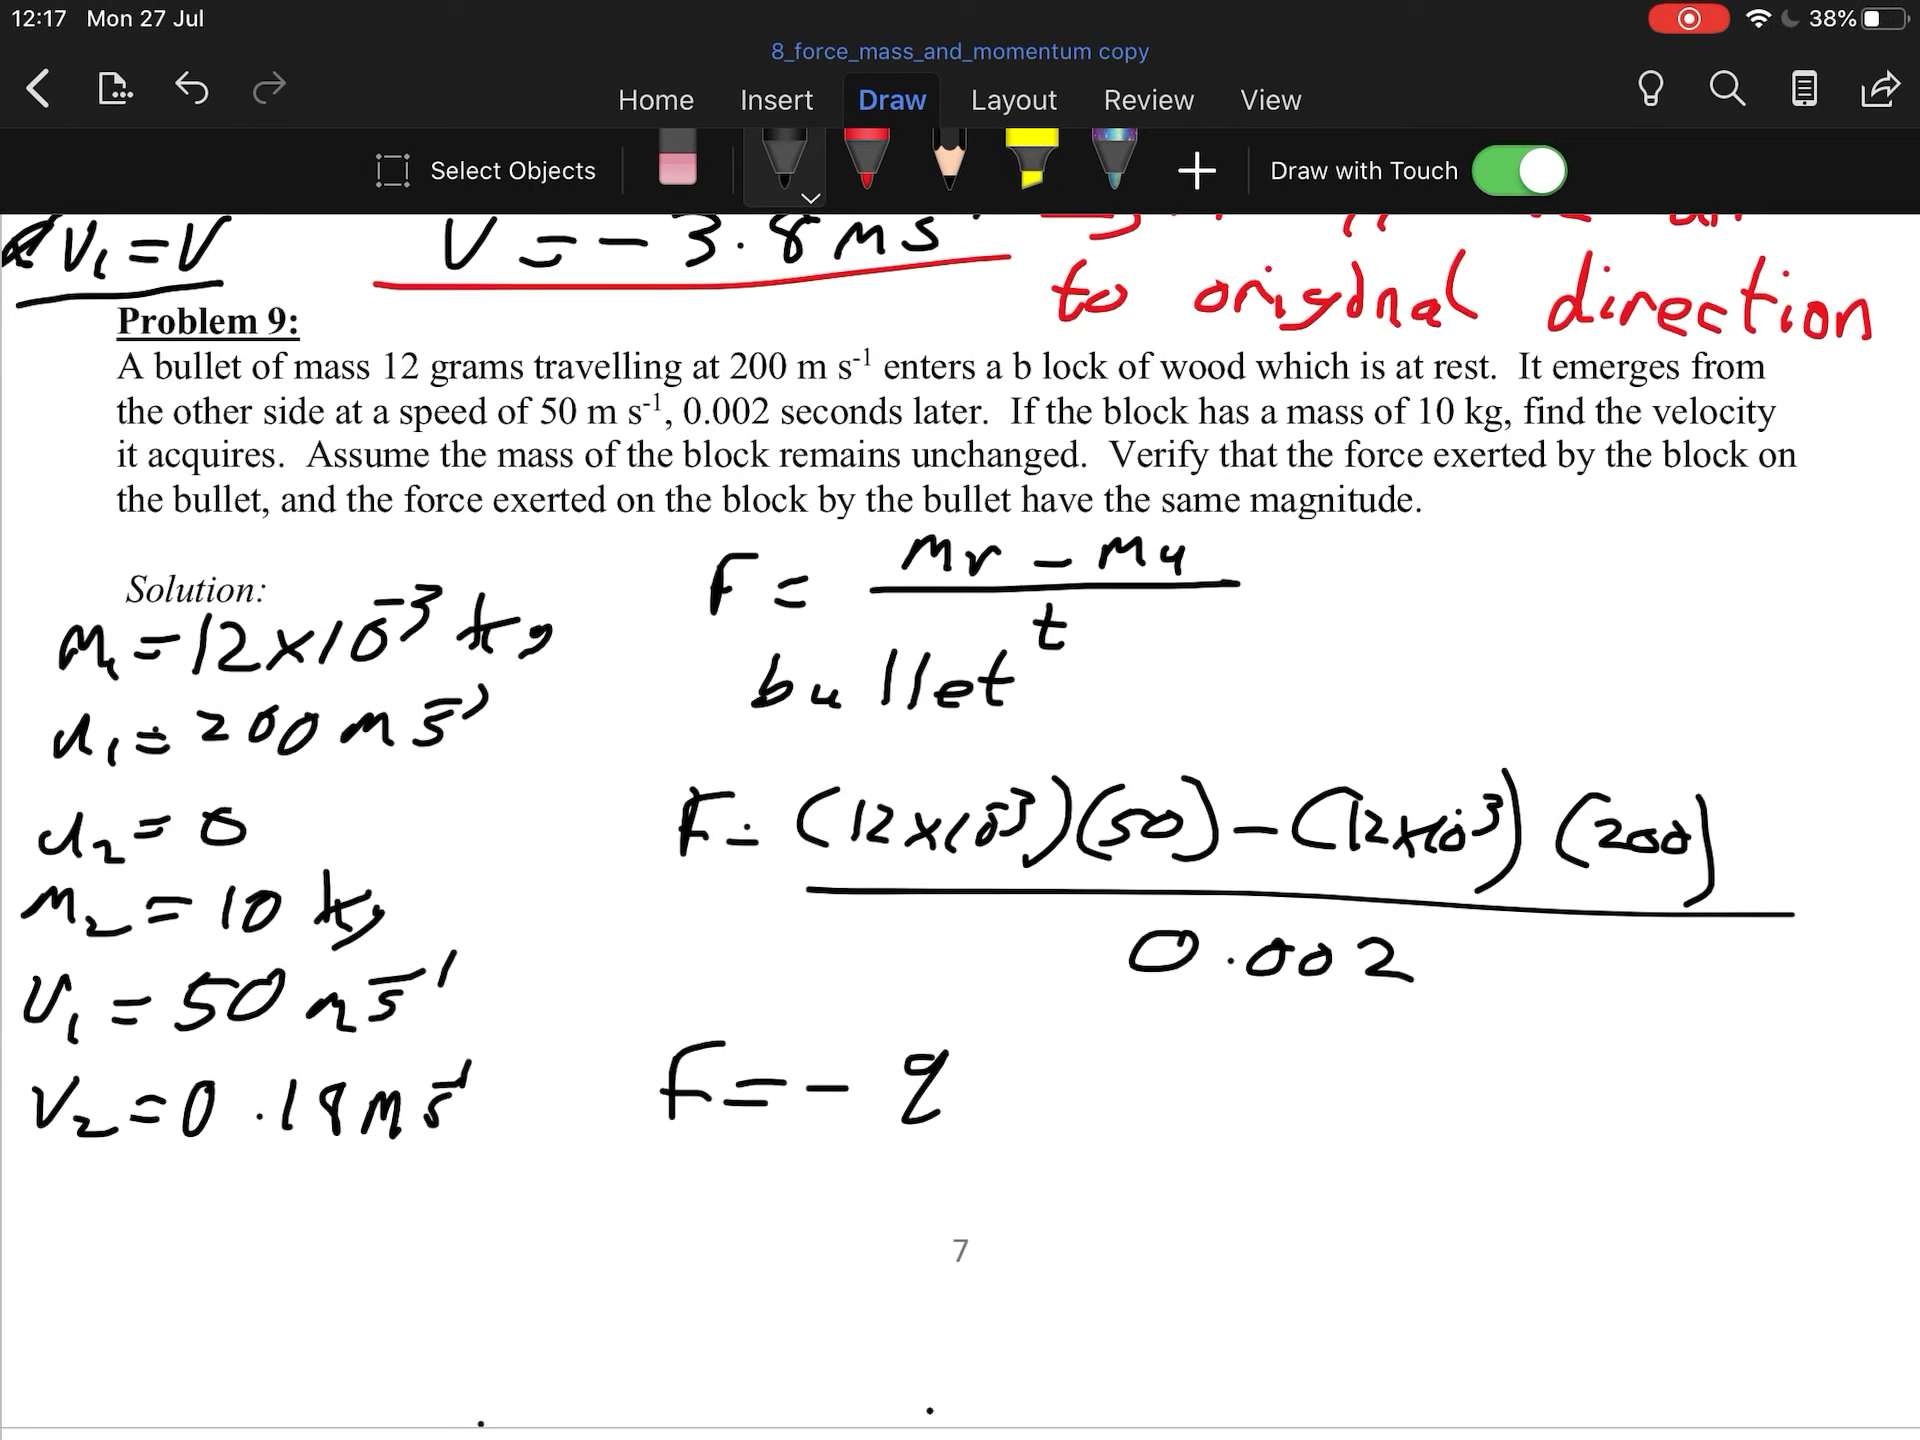 12:17 Mon 27 Jul 38%
8_force_mass_and_momentum copy
Home Insert Draw Layout Review View
Select Objects Draw with Touch
V₁ = V V = - 3.8 ms
to original direction
Problem 9:
A bullet of mass 12 grams travelling at 200 m s⁻¹ enters a b lock of wood which is at rest. It emerges from
the other side at a speed of 50 m s⁻¹, 0.002 seconds later. If the block has a mass of 10 kg, find the velocity
it acquires. Assume the mass of the block remains unchanged. Verify that the force exerted by the block on
the bullet, and the force exerted on the block by the bullet have the same magnitude.
Solution:
F = mv - mu
t
bullet
m₁ = 12 x 10⁻³ kg
u₁ = 200 m s⁻¹
u₂ = 0
m₂ = 10 kg
v₁ = 50 m s⁻¹
v₂ = 0.18 m s⁻¹
F = (12 x 10⁻³)(50) - (12 x 10⁻³)(200)
0.002
F = - 9
7